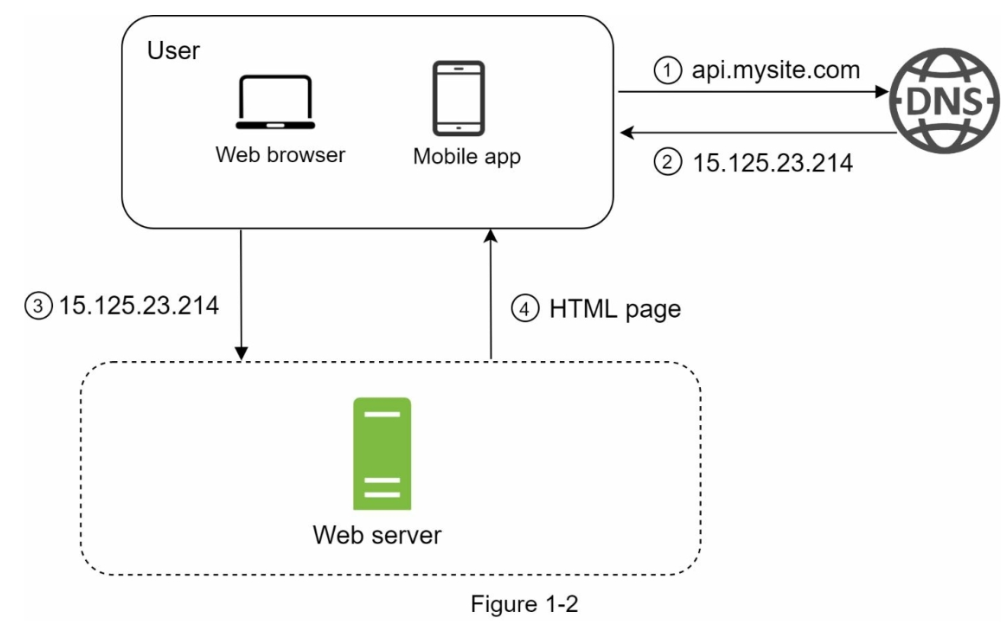 User
Web browser
Mobile app
① api.mysite.com
DNS
② 15.125.23.214
③ 15.125.23.214
④ HTML page
Web server
Figure 1-2